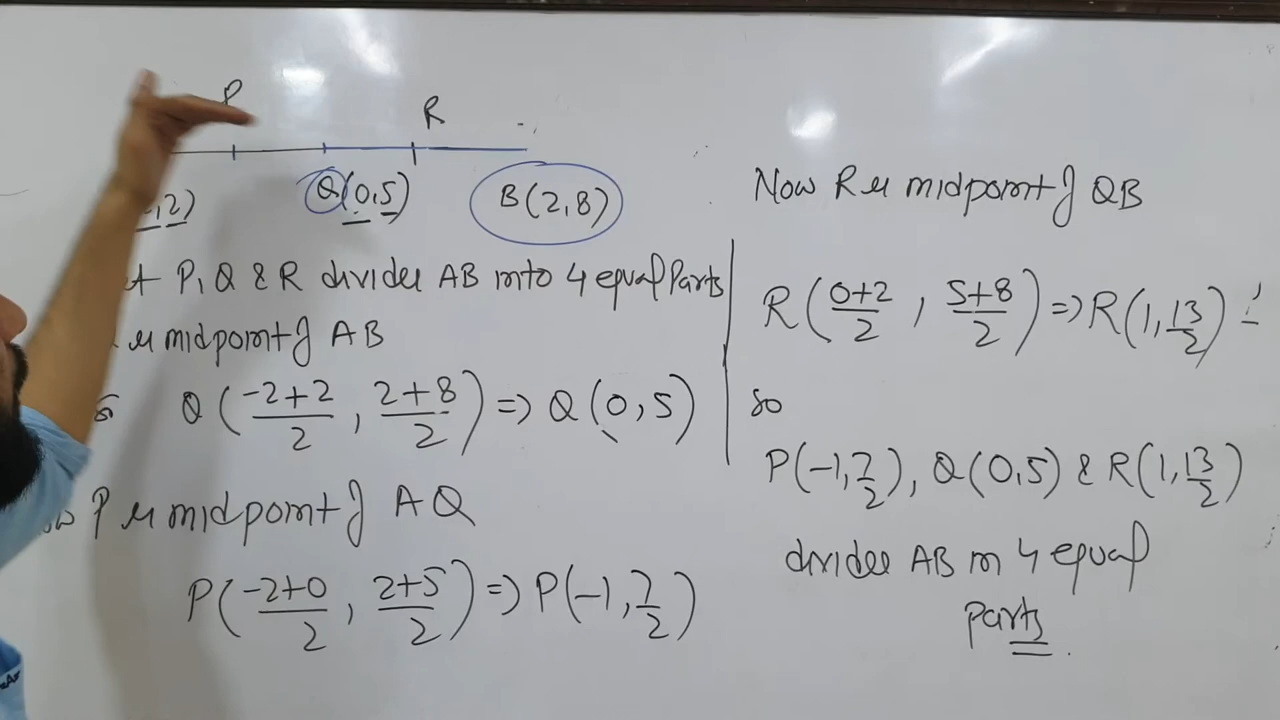 P
R
,2)
Q(0,5)
B(2,8)
P, Q & R divides AB into 4 equal Parts
is midpoint of AB
Q(-2+2/2 , 2+8/2) => Q(0,5)
P is midpoint of AQ
P(-2+0/2 , 2+5/2) => P(-1, 7/2)
Now R is midpoint of QB
R(0+2/2 , 5+8/2) => R(1, 13/2)
so
P(-1, 7/2), Q(0,5) & R(1, 13/2)
divides AB in 4 equal
parts